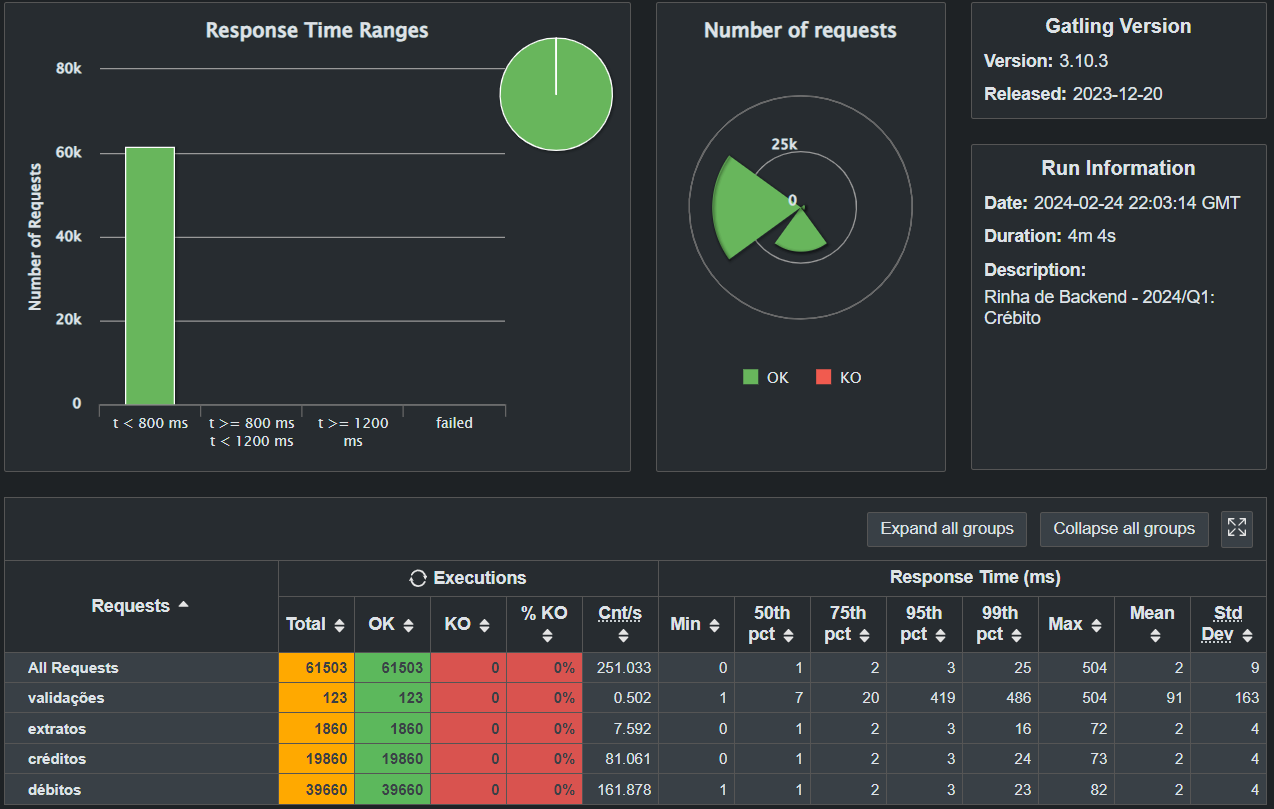 Response Time Ranges
Number of Requests
80k
60k
40k
20k
0
t < 800 ms
t >= 800 ms
t < 1200 ms
t >= 1200
ms
failed
Number of requests
25k
0
OK KO
Gatling Version
Version: 3.10.3
Released: 2023-12-20
Run Information
Date: 2024-02-24 22:03:14 GMT
Duration: 4m 4s
Description:
Rinha de Backend - 2024/Q1:
Crébito
Expand all groups Collapse all groups
Requests
Executions
Response Time (ms)
Total OK KO % KO Cnt/s Min 50th pct 75th pct 95th pct 99th pct Max Mean Std Dev
All Requests 61503 61503 0 0% 251.033 0 1 2 3 25 504 2 9
validações 123 123 0 0% 0.502 1 7 20 419 486 504 91 163
extratos 1860 1860 0 0% 7.592 0 1 2 3 16 72 2 4
créditos 19860 19860 0 0% 81.061 0 1 2 3 24 73 2 4
débitos 39660 39660 0 0% 161.878 1 1 2 3 23 82 2 4